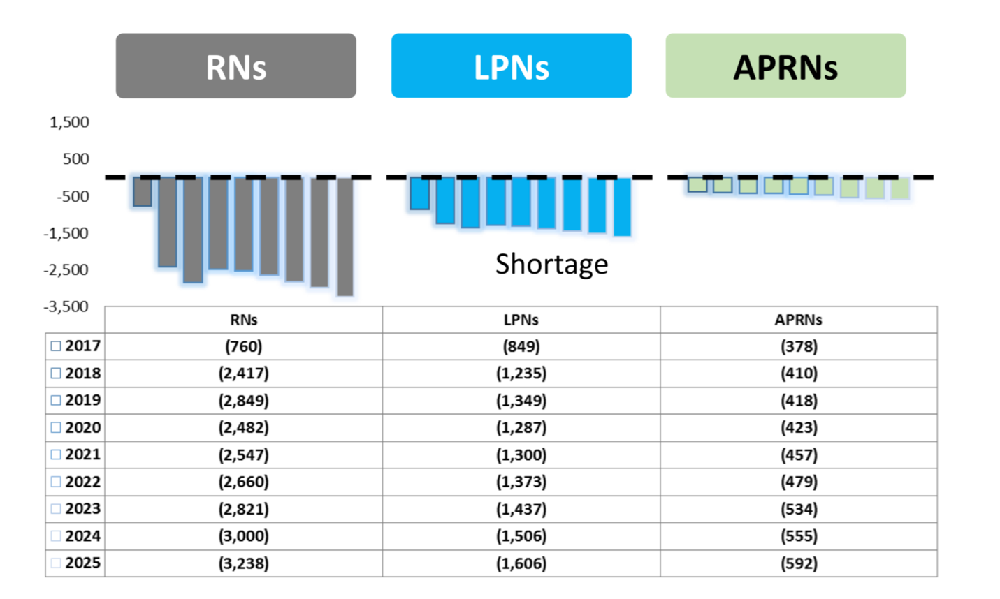 RNs LPNs APRNs
1,500
500
-500
-1,500
Shortage
-2,500
-3,500
RNs LPNs APRNs
2017 (760) (849) (378)
2018 (2,417) (1,235) (410)
2019 (2,849) (1,349) (418)
2020 (2,482) (1,287) (423)
2021 (2,547) (1,300) (457)
2022 (2,660) (1,373) (479)
2023 (2,821) (1,437) (534)
2024 (3,000) (1,506) (555)
2025 (3,238) (1,606) (592)